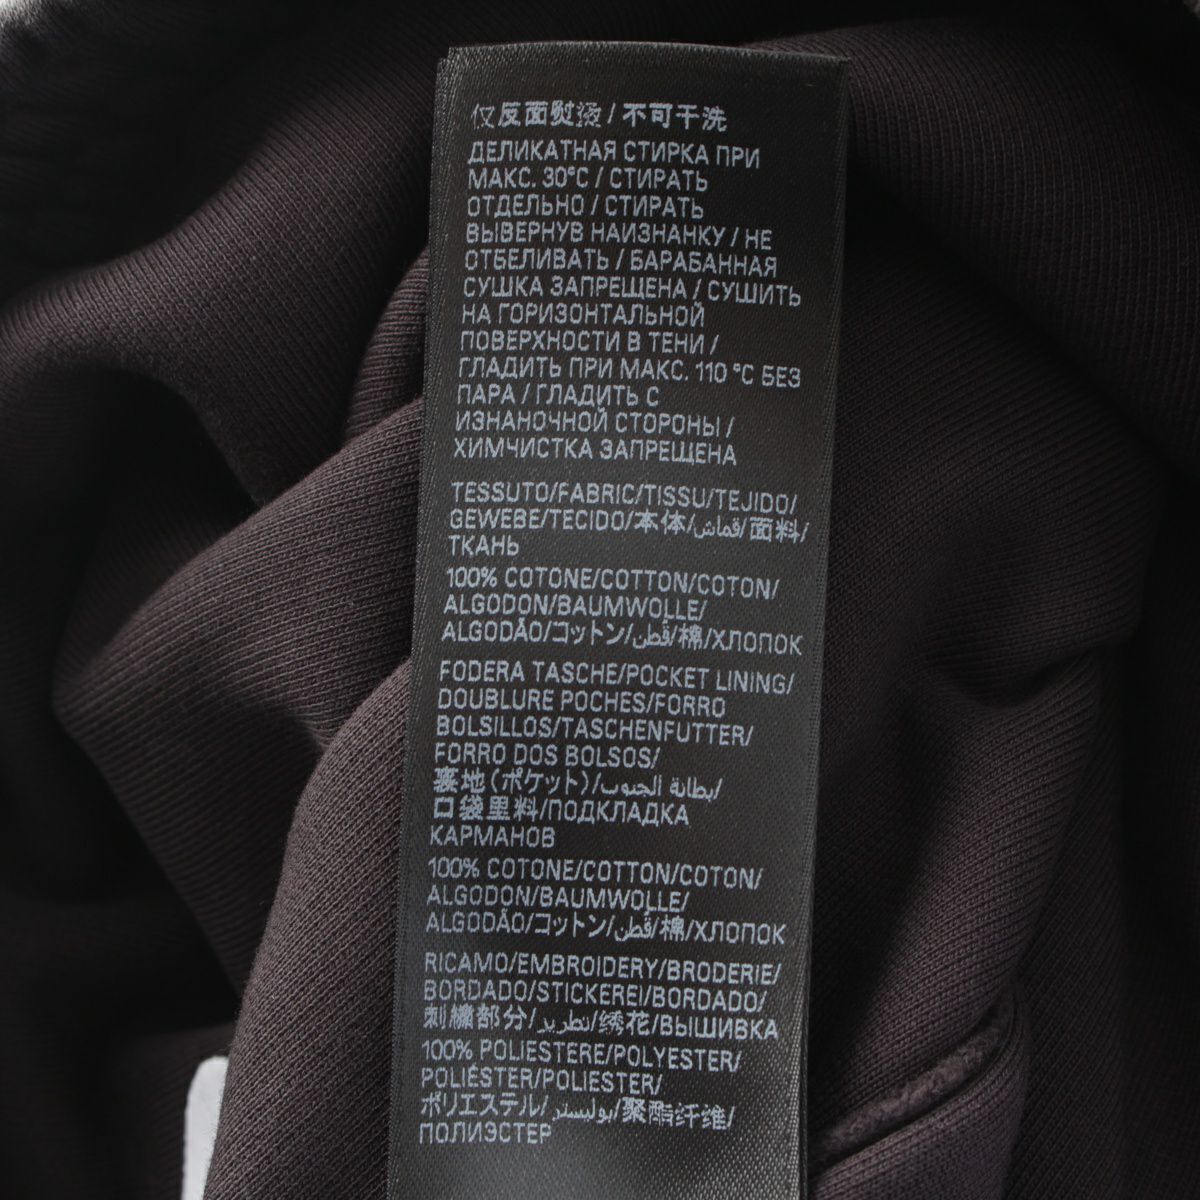 仅反面熨烫 / 不可干洗
ДЕЛИКАТНАЯ СТИРКА ПРИ
МАКС. 30°C / СТИРАТЬ
ОТДЕЛЬНО / СТИРАТЬ
ВЫВЕРНУВ НАИЗНАНКУ / НЕ
ОТБЕЛИВАТЬ / БАРАБАННАЯ
СУШКА ЗАПРЕЩЕНА / СУШИТЬ
НА ГОРИЗОНТАЛЬНОЙ
ПОВЕРХНОСТИ В ТЕНИ /
ГЛАДИТЬ ПРИ МАКС. 110 °C БЕЗ
ПАРА / ГЛАДИТЬ С
ИЗНАНОЧНОЙ СТОРОНЫ /
ХИМЧИСТКА ЗАПРЕЩЕНА
TESSUTO/FABRIC/TISSU/TEJIDO/
GEWEBE/TECIDO/本体/قماش/面料/
ТКАНЬ
100% COTONE/COTTON/COTON/
ALGODON/BAUMWOLLE/
ALGODÃO/コットン/قطن/棉/ХЛОПОК
FODERA TASCHE/POCKET LINING/
DOUBLURE POCHES/FORRO
BOLSILLOS/TASCHENFUTTER/
FORRO DOS BOLSOS/
裏地(ポケット)/بطانة الجيوب/
口袋里料/ПОДКЛАДКА
КАРМАНОВ
100% COTONE/COTTON/COTON/
ALGODON/BAUMWOLLE/
ALGODÃO/コットン/قطن/棉/ХЛОПОК
RICAMO/EMBROIDERY/BRODERIE/
BORDADO/STICKEREI/BORDADO/
刺繍部分/تطريز/绣花/ВЫШИВКА
100% POLIESTERE/POLYESTER/
POLIÉSTER/POLIESTER/
ポリエステル/بوليستر/聚酯纤维/
ПОЛИЭСТЕР